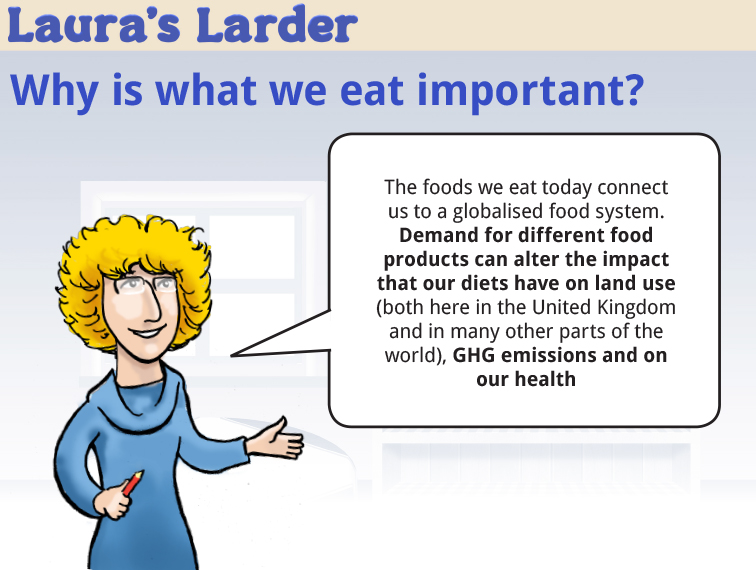 Laura's Larder
Why is what we eat important?
The foods we eat today connect
us to a globalised food system.
Demand for different food
products can alter the impact
that our diets have on land use
(both here in the United Kingdom
and in many other parts of the
world), GHG emissions and on
our health